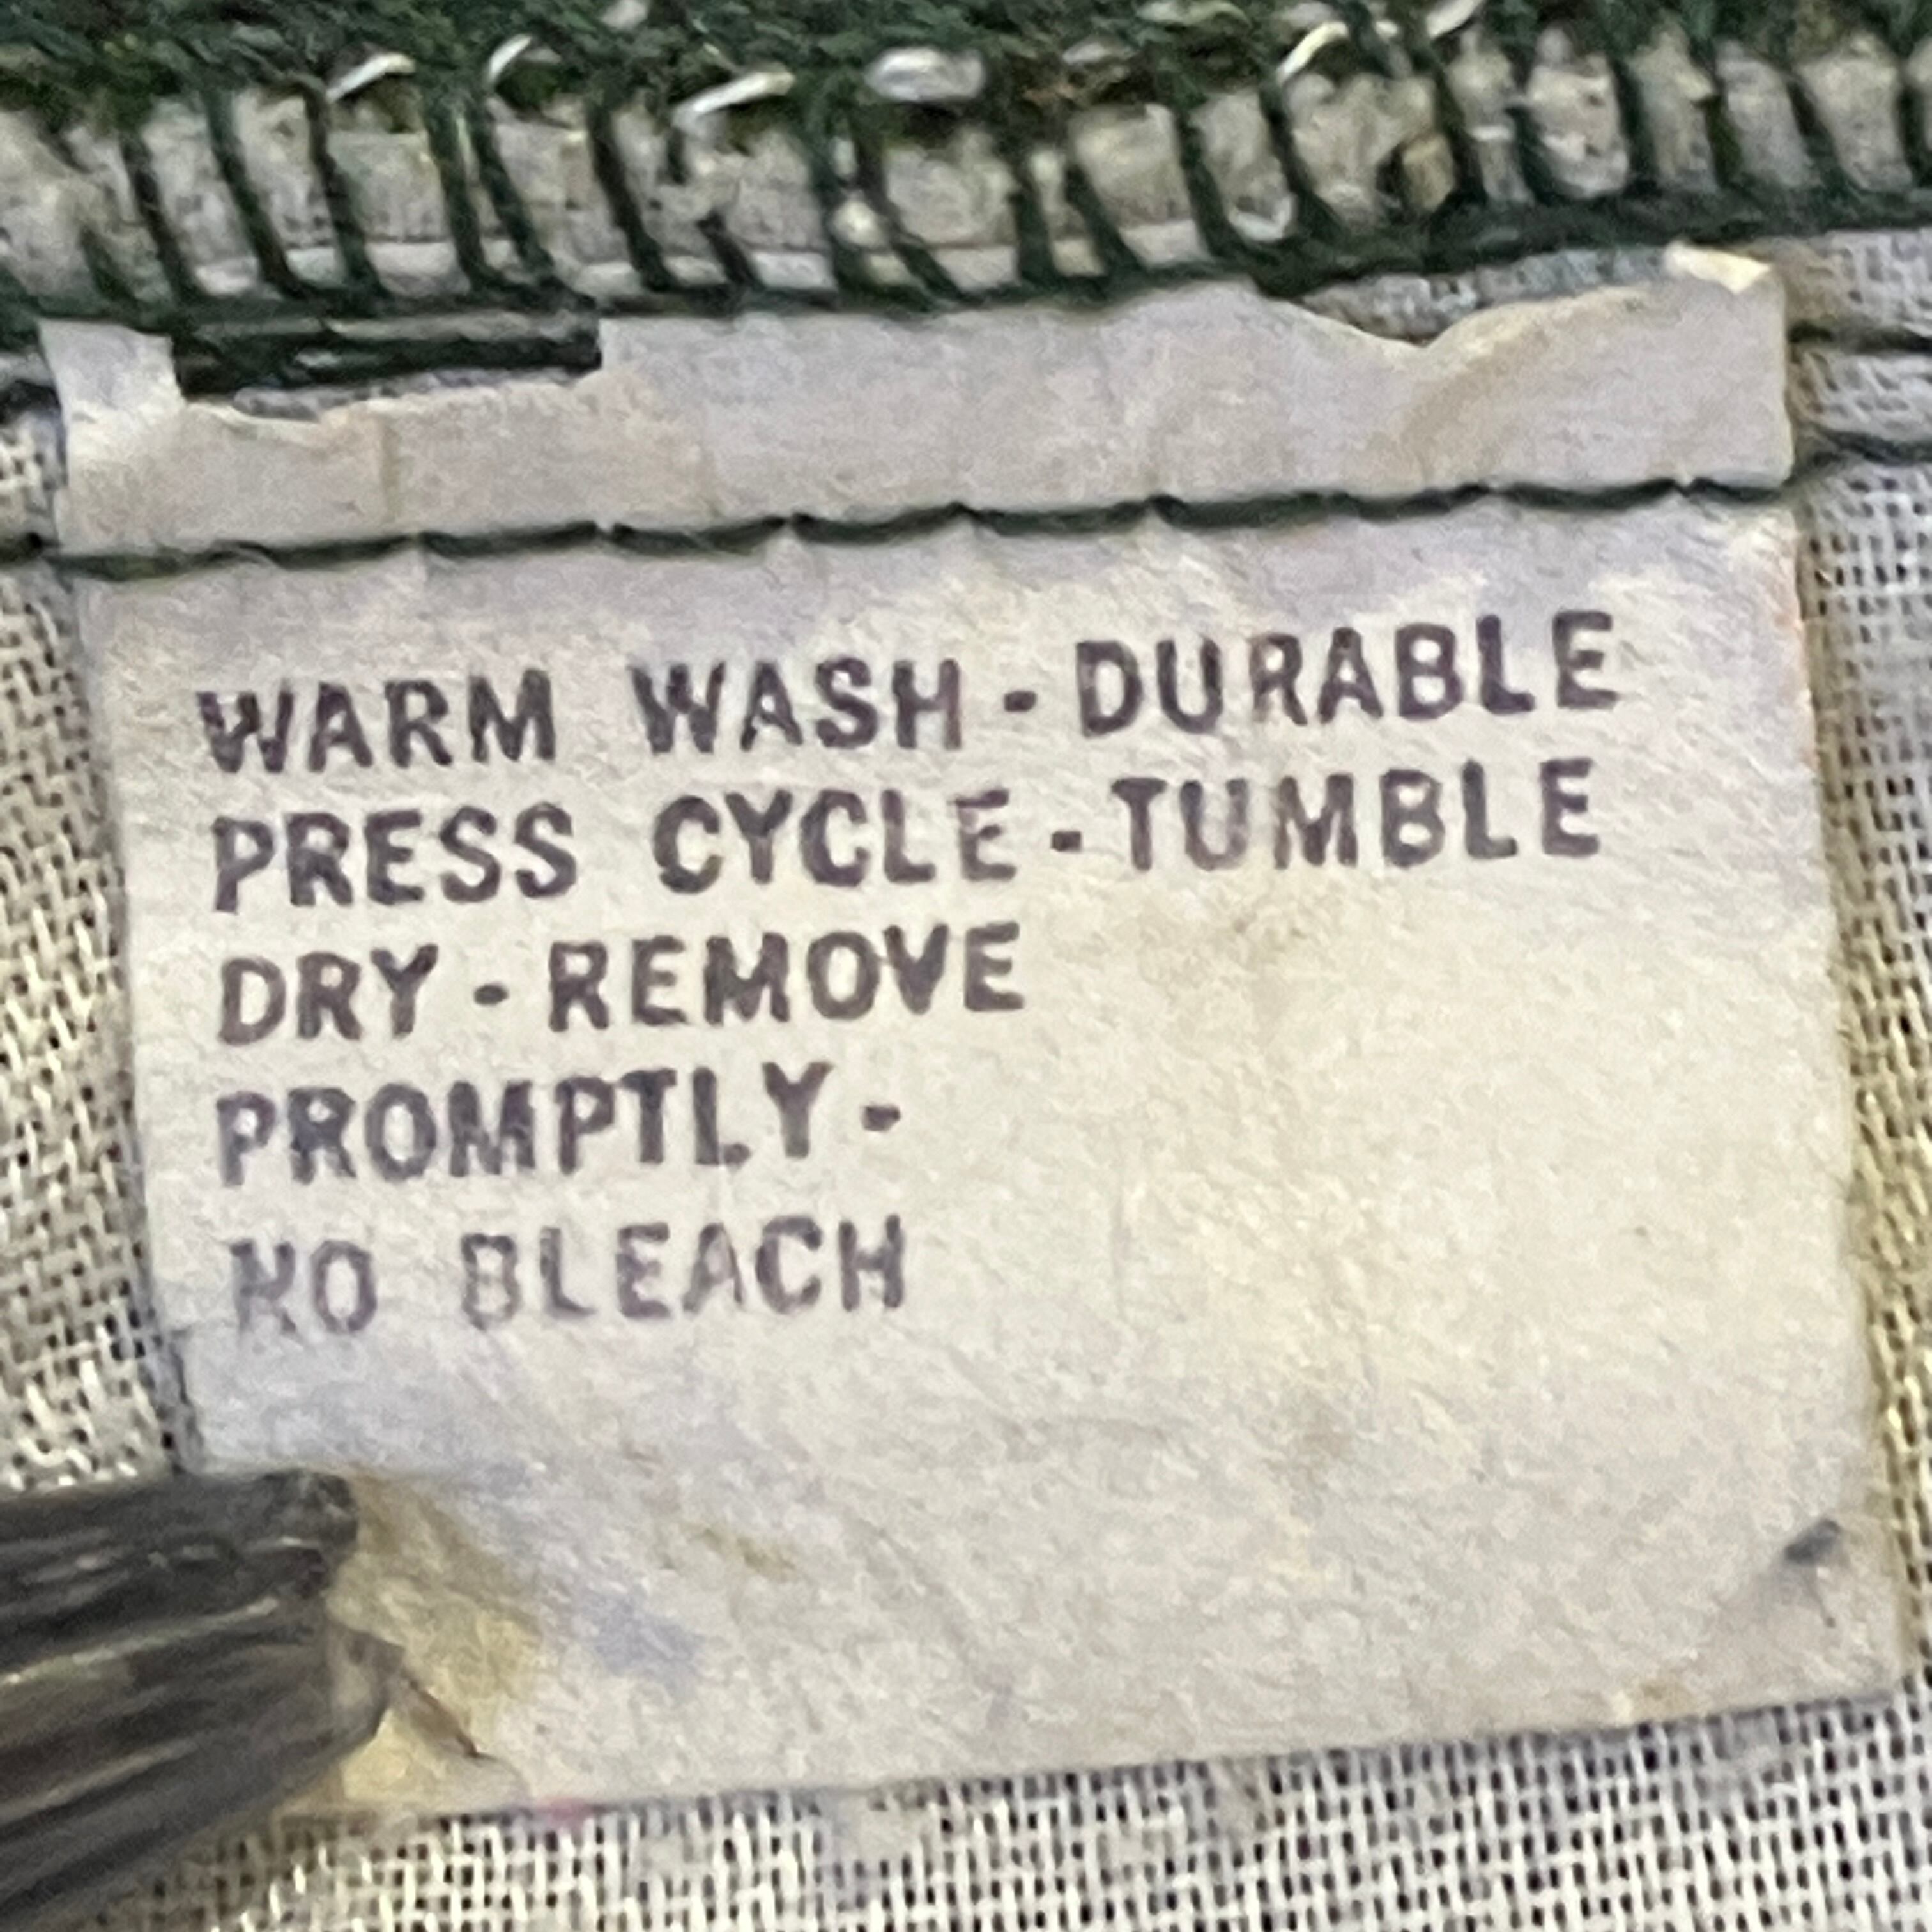 WARM WASH-DURABLE
PRESS CYCLE-TUMBLE
DRY-REMOVE
PROMPTLY-
NO BLEACH